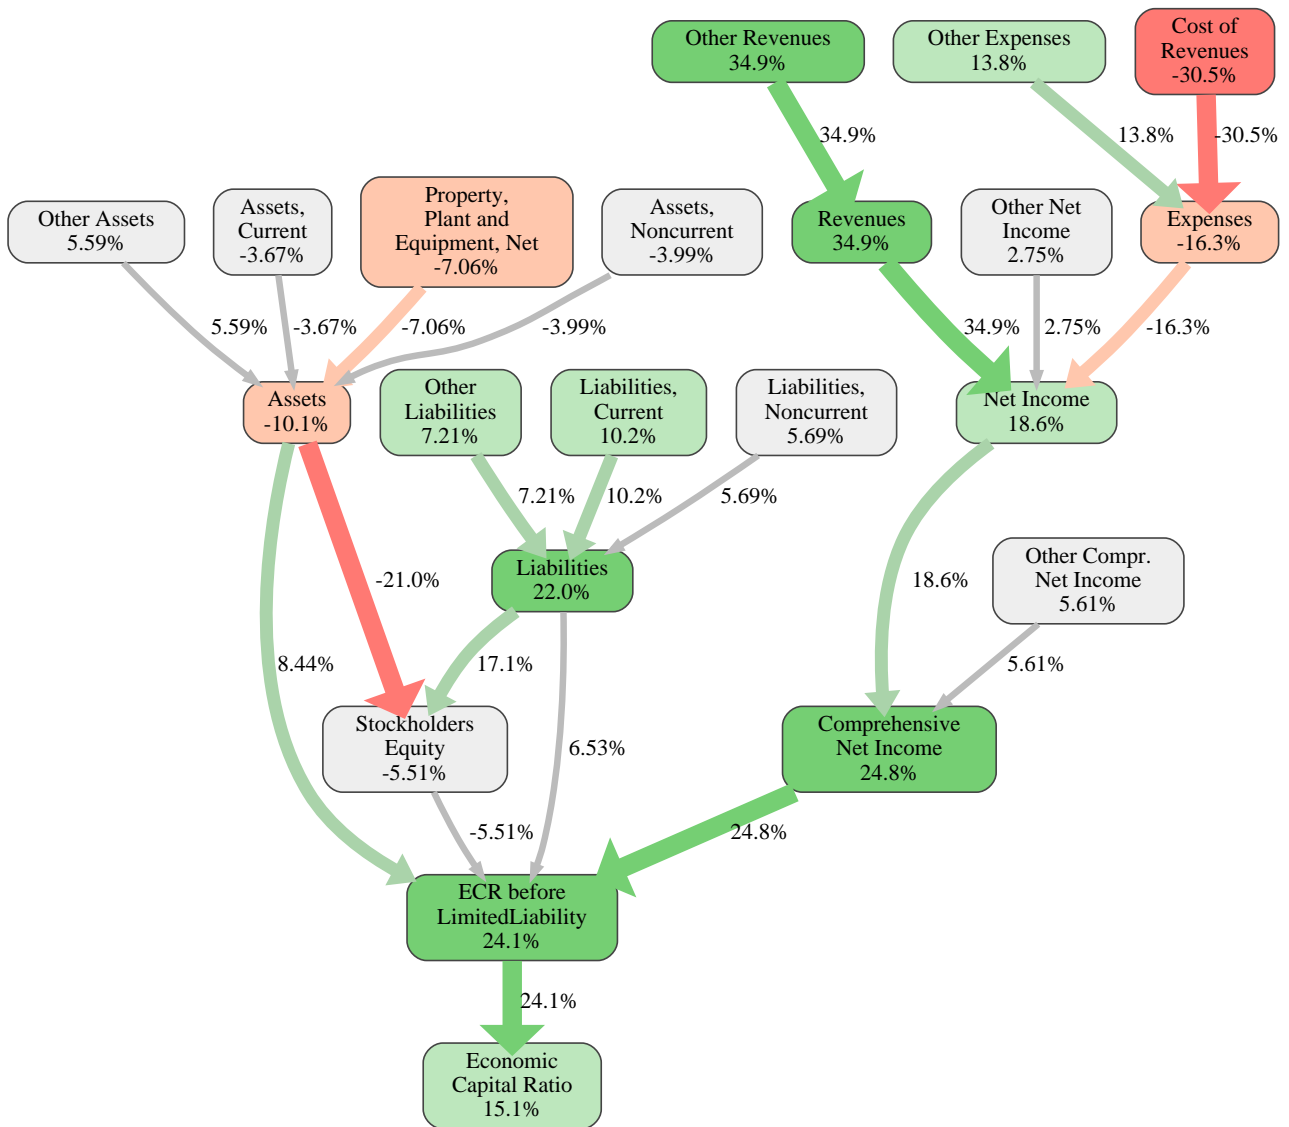 Other Revenues
34.9%
Other Expenses
13.8%
Cost of
Revenues
-30.5%
34.9%
13.8%
-30.5%
Other Assets
5.59%
Assets,
Current
-3.67%
Property,
Plant and
Equipment, Net
-7.06%
Assets,
Noncurrent
-3.99%
Revenues
34.9%
Other Net
Income
2.75%
Expenses
-16.3%
5.59%
-3.67%
-7.06%
-3.99%
34.9%
2.75%
-16.3%
Assets
-10.1%
Other
Liabilities
7.21%
Liabilities,
Current
10.2%
Liabilities,
Noncurrent
5.69%
Net Income
18.6%
7.21%
10.2%
5.69%
Liabilities
22.0%
-21.0%
18.6%
Other Compr.
Net Income
5.61%
8.44%
17.1%
5.61%
Stockholders
Equity
-5.51%
6.53%
Comprehensive
Net Income
24.8%
-5.51%
24.8%
ECR before
LimitedLiability
24.1%
24.1%
Economic
Capital Ratio
15.1%